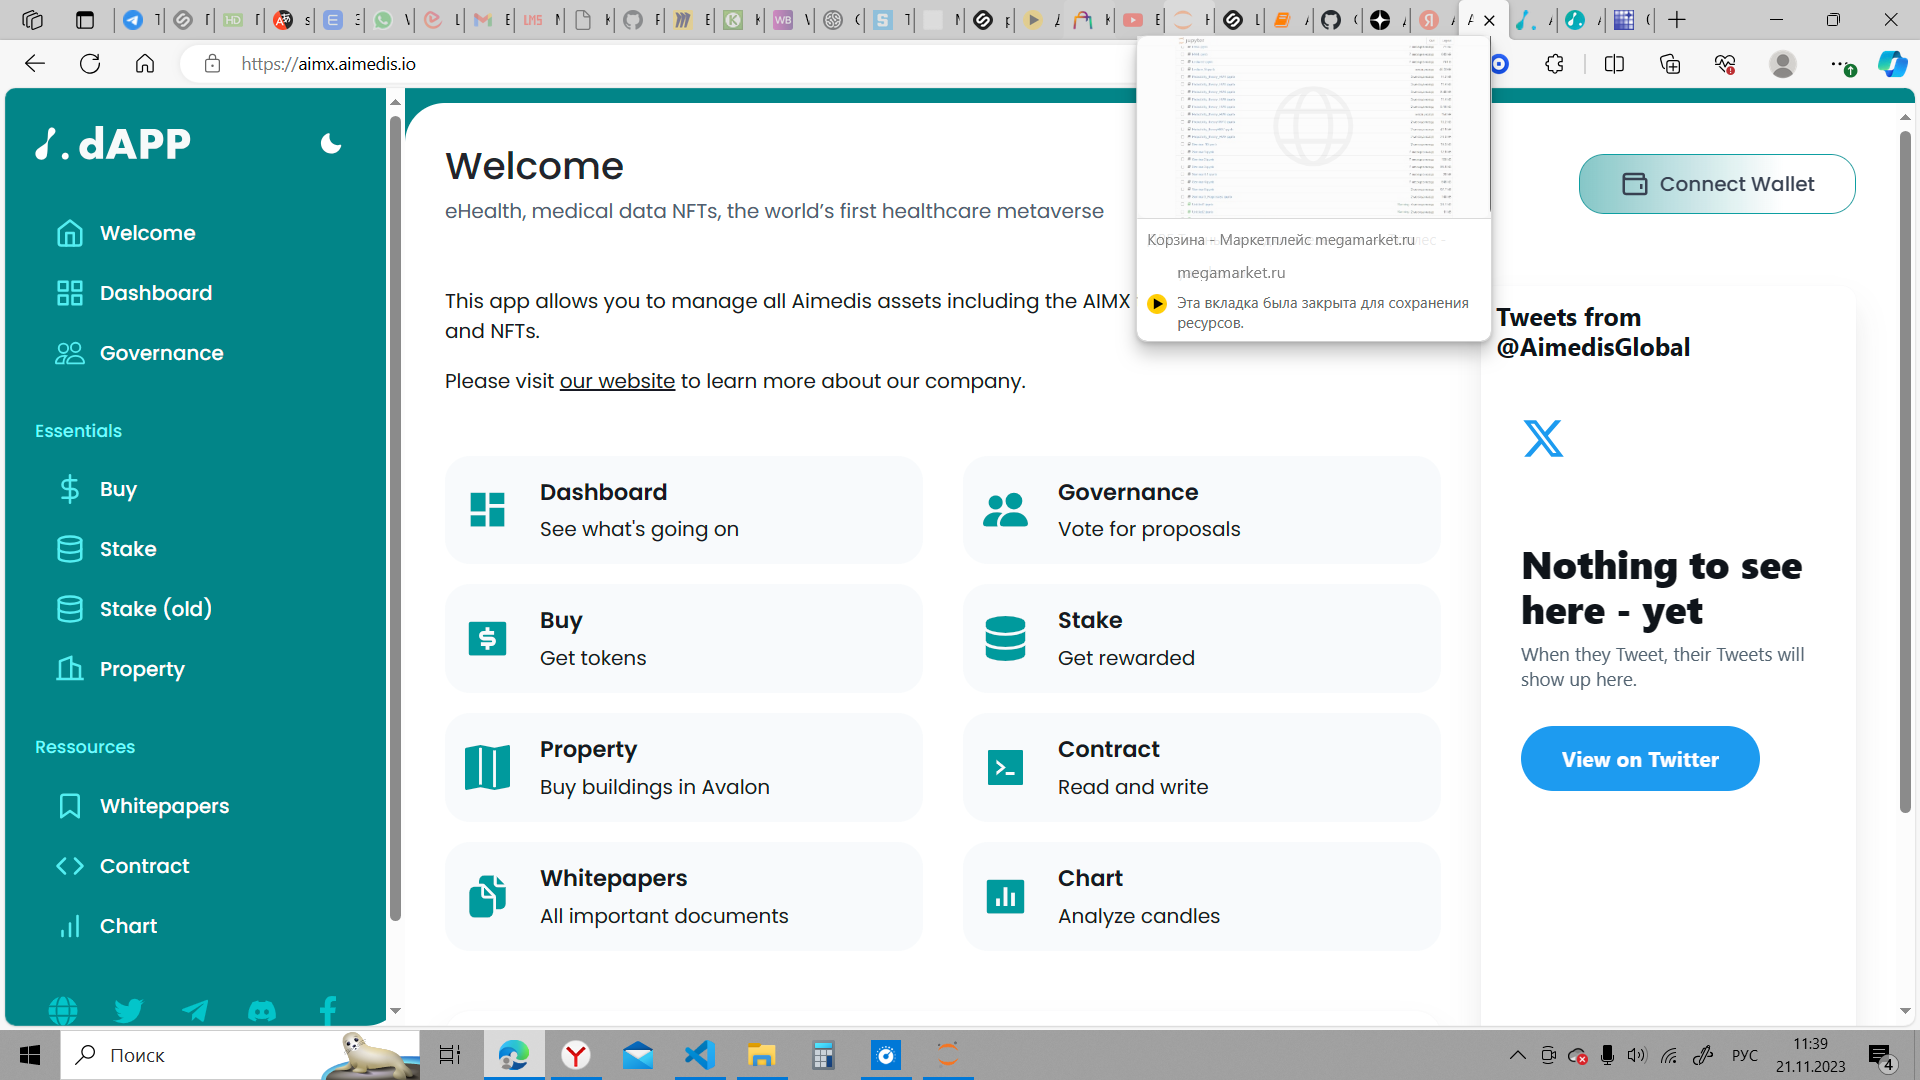 https://aimx.aimedis.io
dAPP
Welcome
Dashboard
Governance
Essentials
Buy
Stake
Stake (old)
Property
Ressources
Whitepapers
Contract
Chart
Welcome
eHealth, medical data NFTs, the world’s first healthcare metaverse
Connect Wallet
This app allows you to manage all Aimedis assets including the AIMX
and NFTs.
Please visit our website to learn more about our company.
Dashboard
See what's going on
Governance
Vote for proposals
Buy
Get tokens
Stake
Get rewarded
Property
Buy buildings in Avalon
Contract
Read and write
Whitepapers
All important documents
Chart
Analyze candles
Корзина - Маркетплейс megamarket.ru
megamarket.ru
Эта вкладка была закрыта для сохранения
ресурсов.
Tweets from
@AimedisGlobal
Nothing to see
here - yet
When they Tweet, their Tweets will
show up here.
View on Twitter
Поиск
РУС
11:39
21.11.2023
4